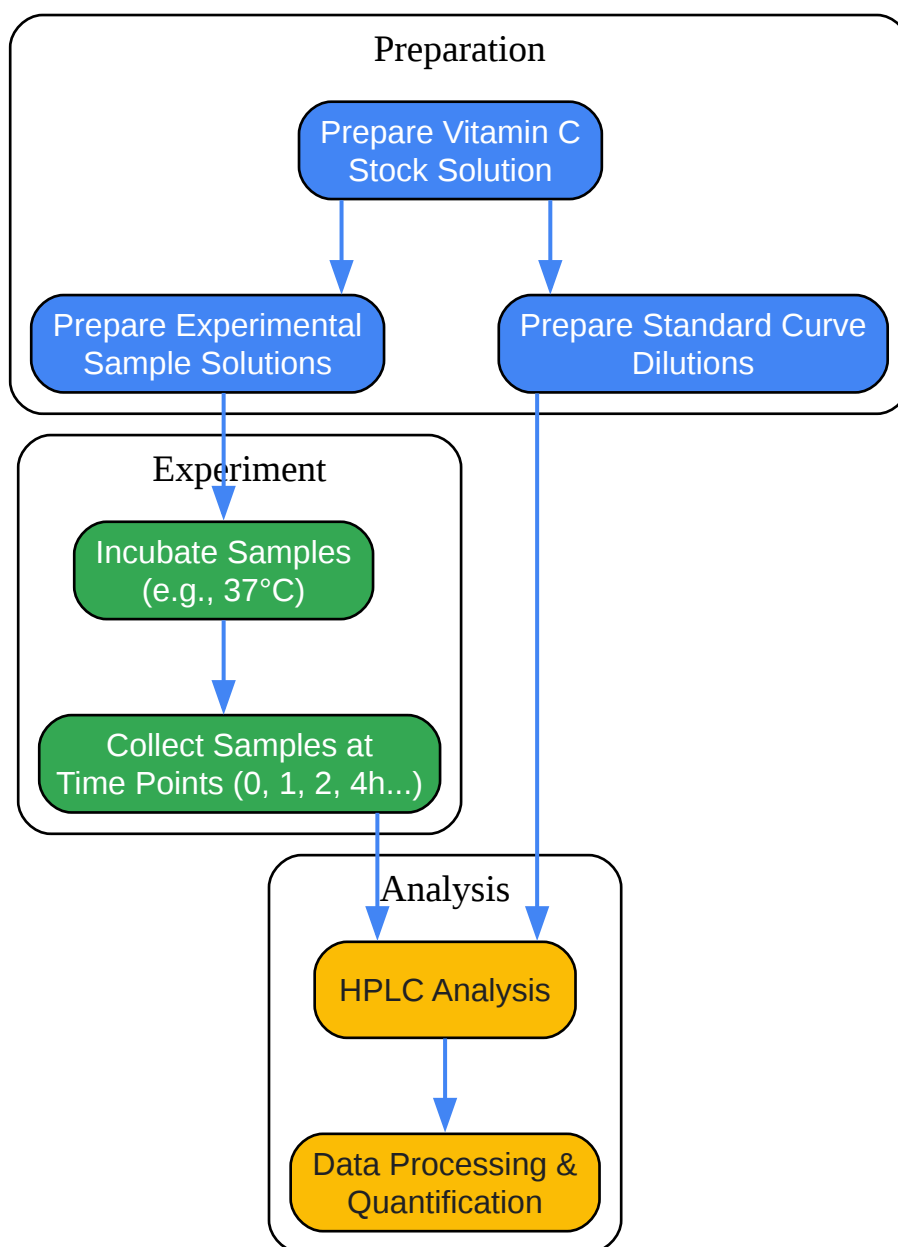 Preparation
Prepare Vitamin C
Stock Solution
Prepare Experimental
Sample Solutions
Prepare Standard Curve
Dilutions
Experiment
Incubate Samples
(e.g., 37°C)
Collect Samples at
Time Points (0, 1, 2, 4h...)
Analysis
HPLC Analysis
Data Processing &
Quantification